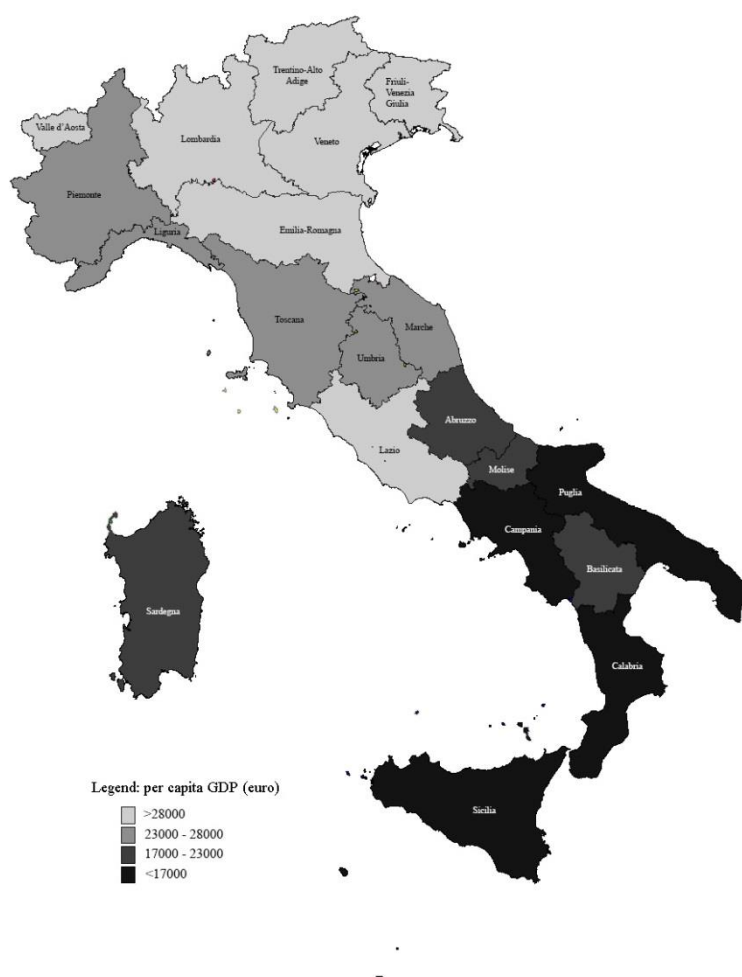 Trentino-Alto
Adige
Friuli-
Venezia
Giulia
Valle d'Aosta
Lombardia
Veneto
Piemonte
Liguria
Emilia-Romagna
Toscana
Marche
Umbria
Abruzzo
Lazio
Molise
Puglia
Campania
Basilicata
Sardegna
Calabria
Sicilia
Legend: per capita GDP (euro)
>28000
23000 - 28000
17000 - 23000
<17000